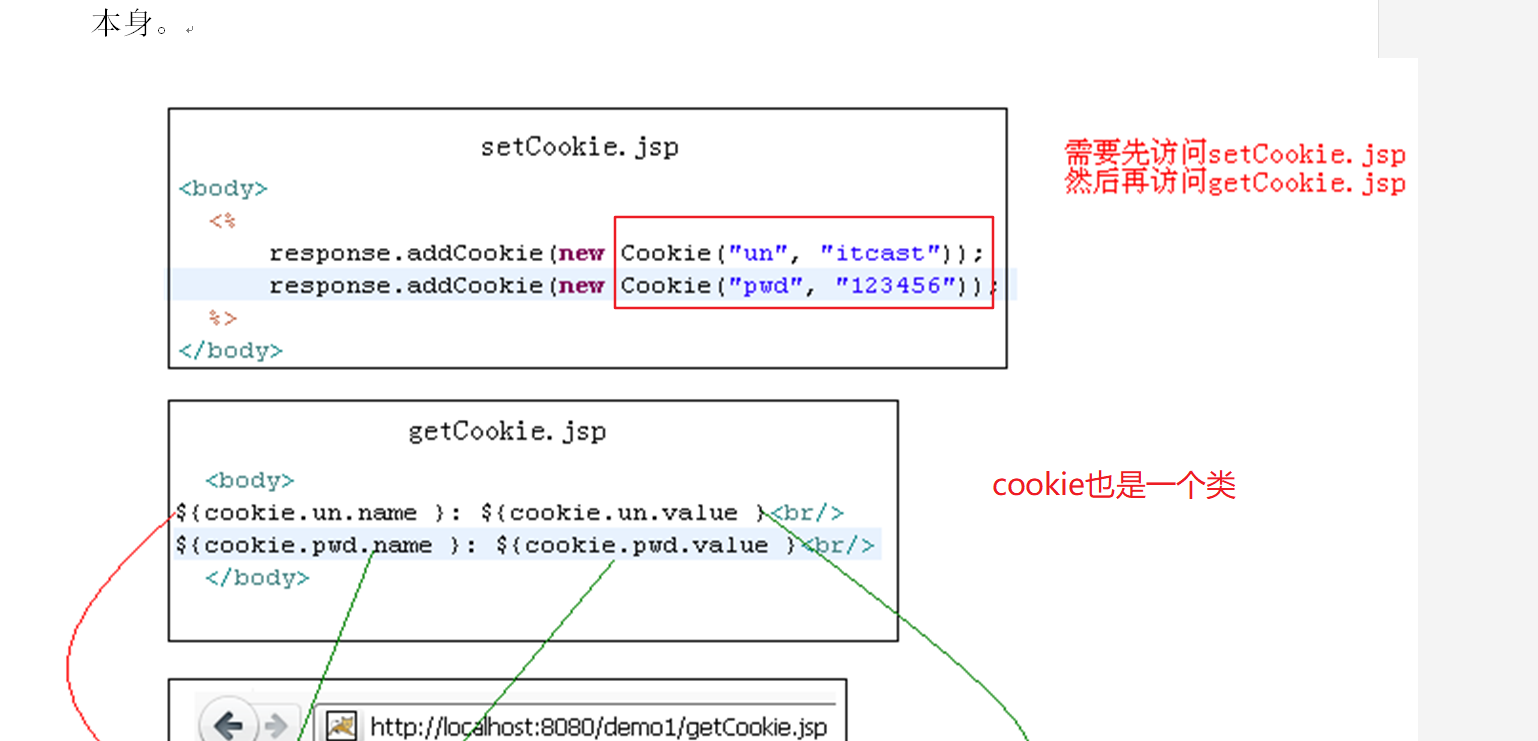 本身。
setCookie.jsp
需要先访问setCookie.jsp
然后再访问getCookie.jsp
<body>
<%
response.addCookie(new Cookie("un", "itcast"));
response.addCookie(new Cookie("pwd", "123456"));
%>
</body>
getCookie.jsp
cookie也是一个类
<body>
${cookie.un.name }: ${cookie.un.value }<br/>
${cookie.pwd.name }: ${cookie.pwd.value }<br/>
</body>
http://localhost:8080/demo1/getCookie.jsp